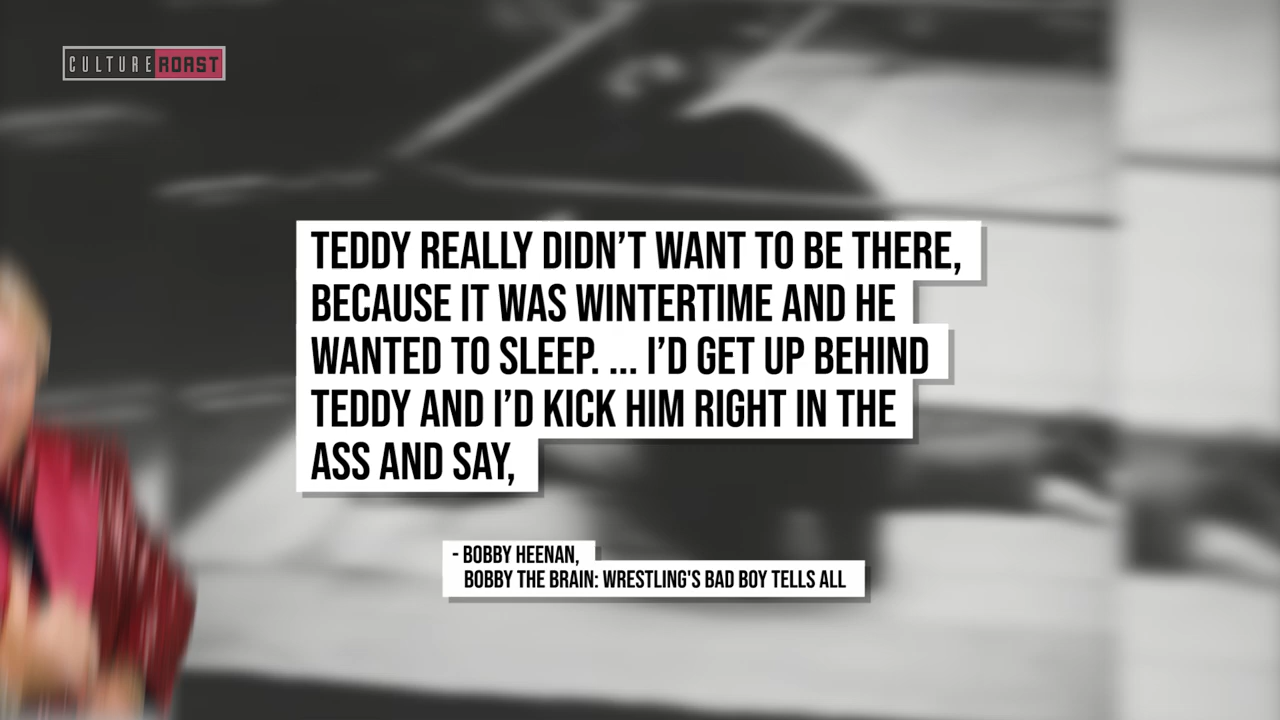 CULTURE ROAST
TEDDY REALLY DIDN’T WANT TO BE THERE,
BECAUSE IT WAS WINTERTIME AND HE
WANTED TO SLEEP. ... I’D GET UP BEHIND
TEDDY AND I’D KICK HIM RIGHT IN THE
ASS AND SAY,
- BOBBY HEENAN,
BOBBY THE BRAIN: WRESTLING'S BAD BOY TELLS ALL